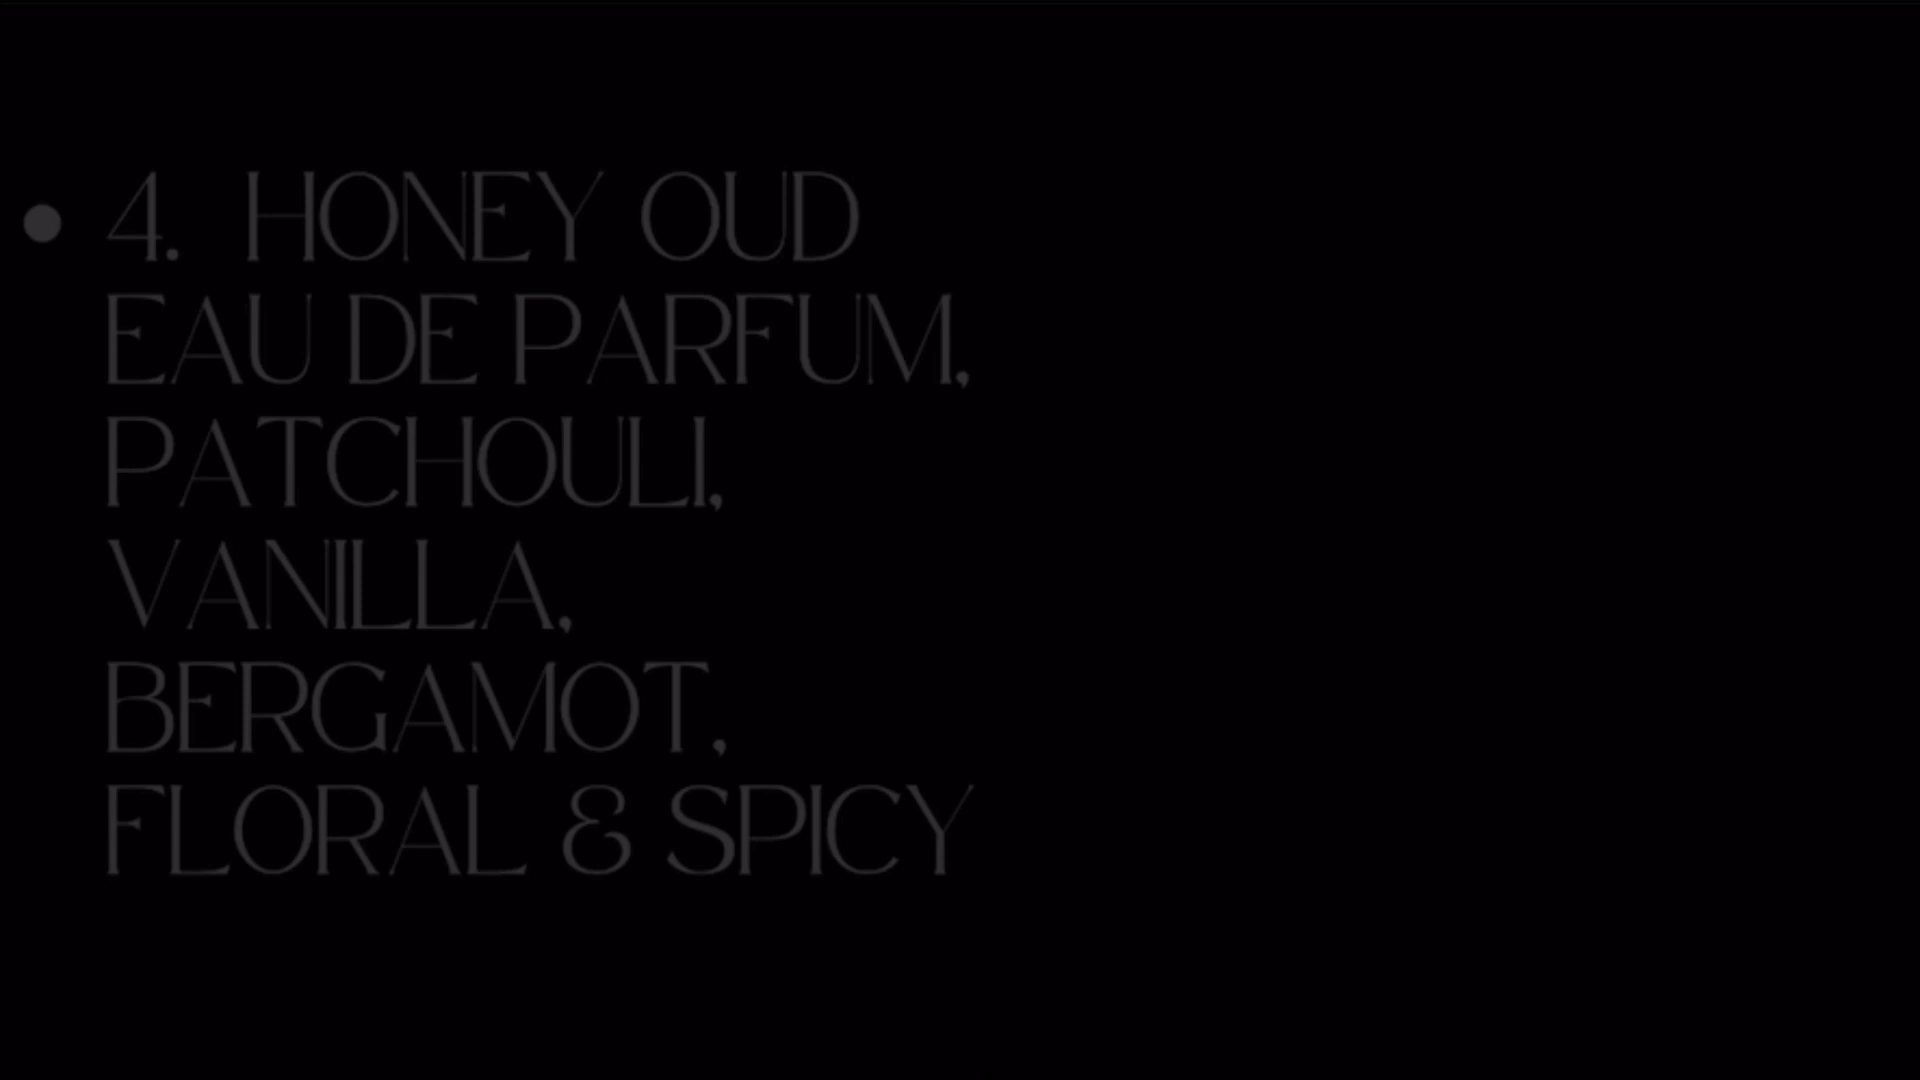 • 4. HONEY OUD
EAU DE PARFUM,
PATCHOULI,
VANILLA,
BERGAMOT,
FLORAL & SPICY